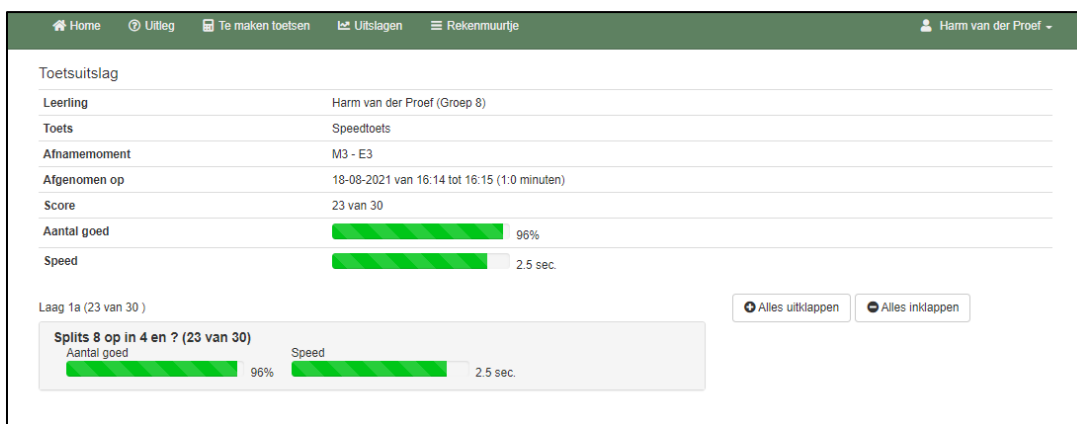 Home Uitleg Te maken toetsen Uitslagen Rekenmuurtje Harm van der Proef
Toetsuitslag
Leerling Harm van der Proef (Groep 8)
Toets Speedtoets
Afnamemoment M3 - E3
Afgenomen op 18-08-2021 van 16:14 tot 16:15 (1:0 minuten)
Score 23 van 30
Aantal goed 96%
Speed 2.5 sec.
Laag 1a (23 van 30 ) Alles uitklappen Alles inklappen
Splits 8 op in 4 en ? (23 van 30)
Aantal goed Speed
96% 2.5 sec.